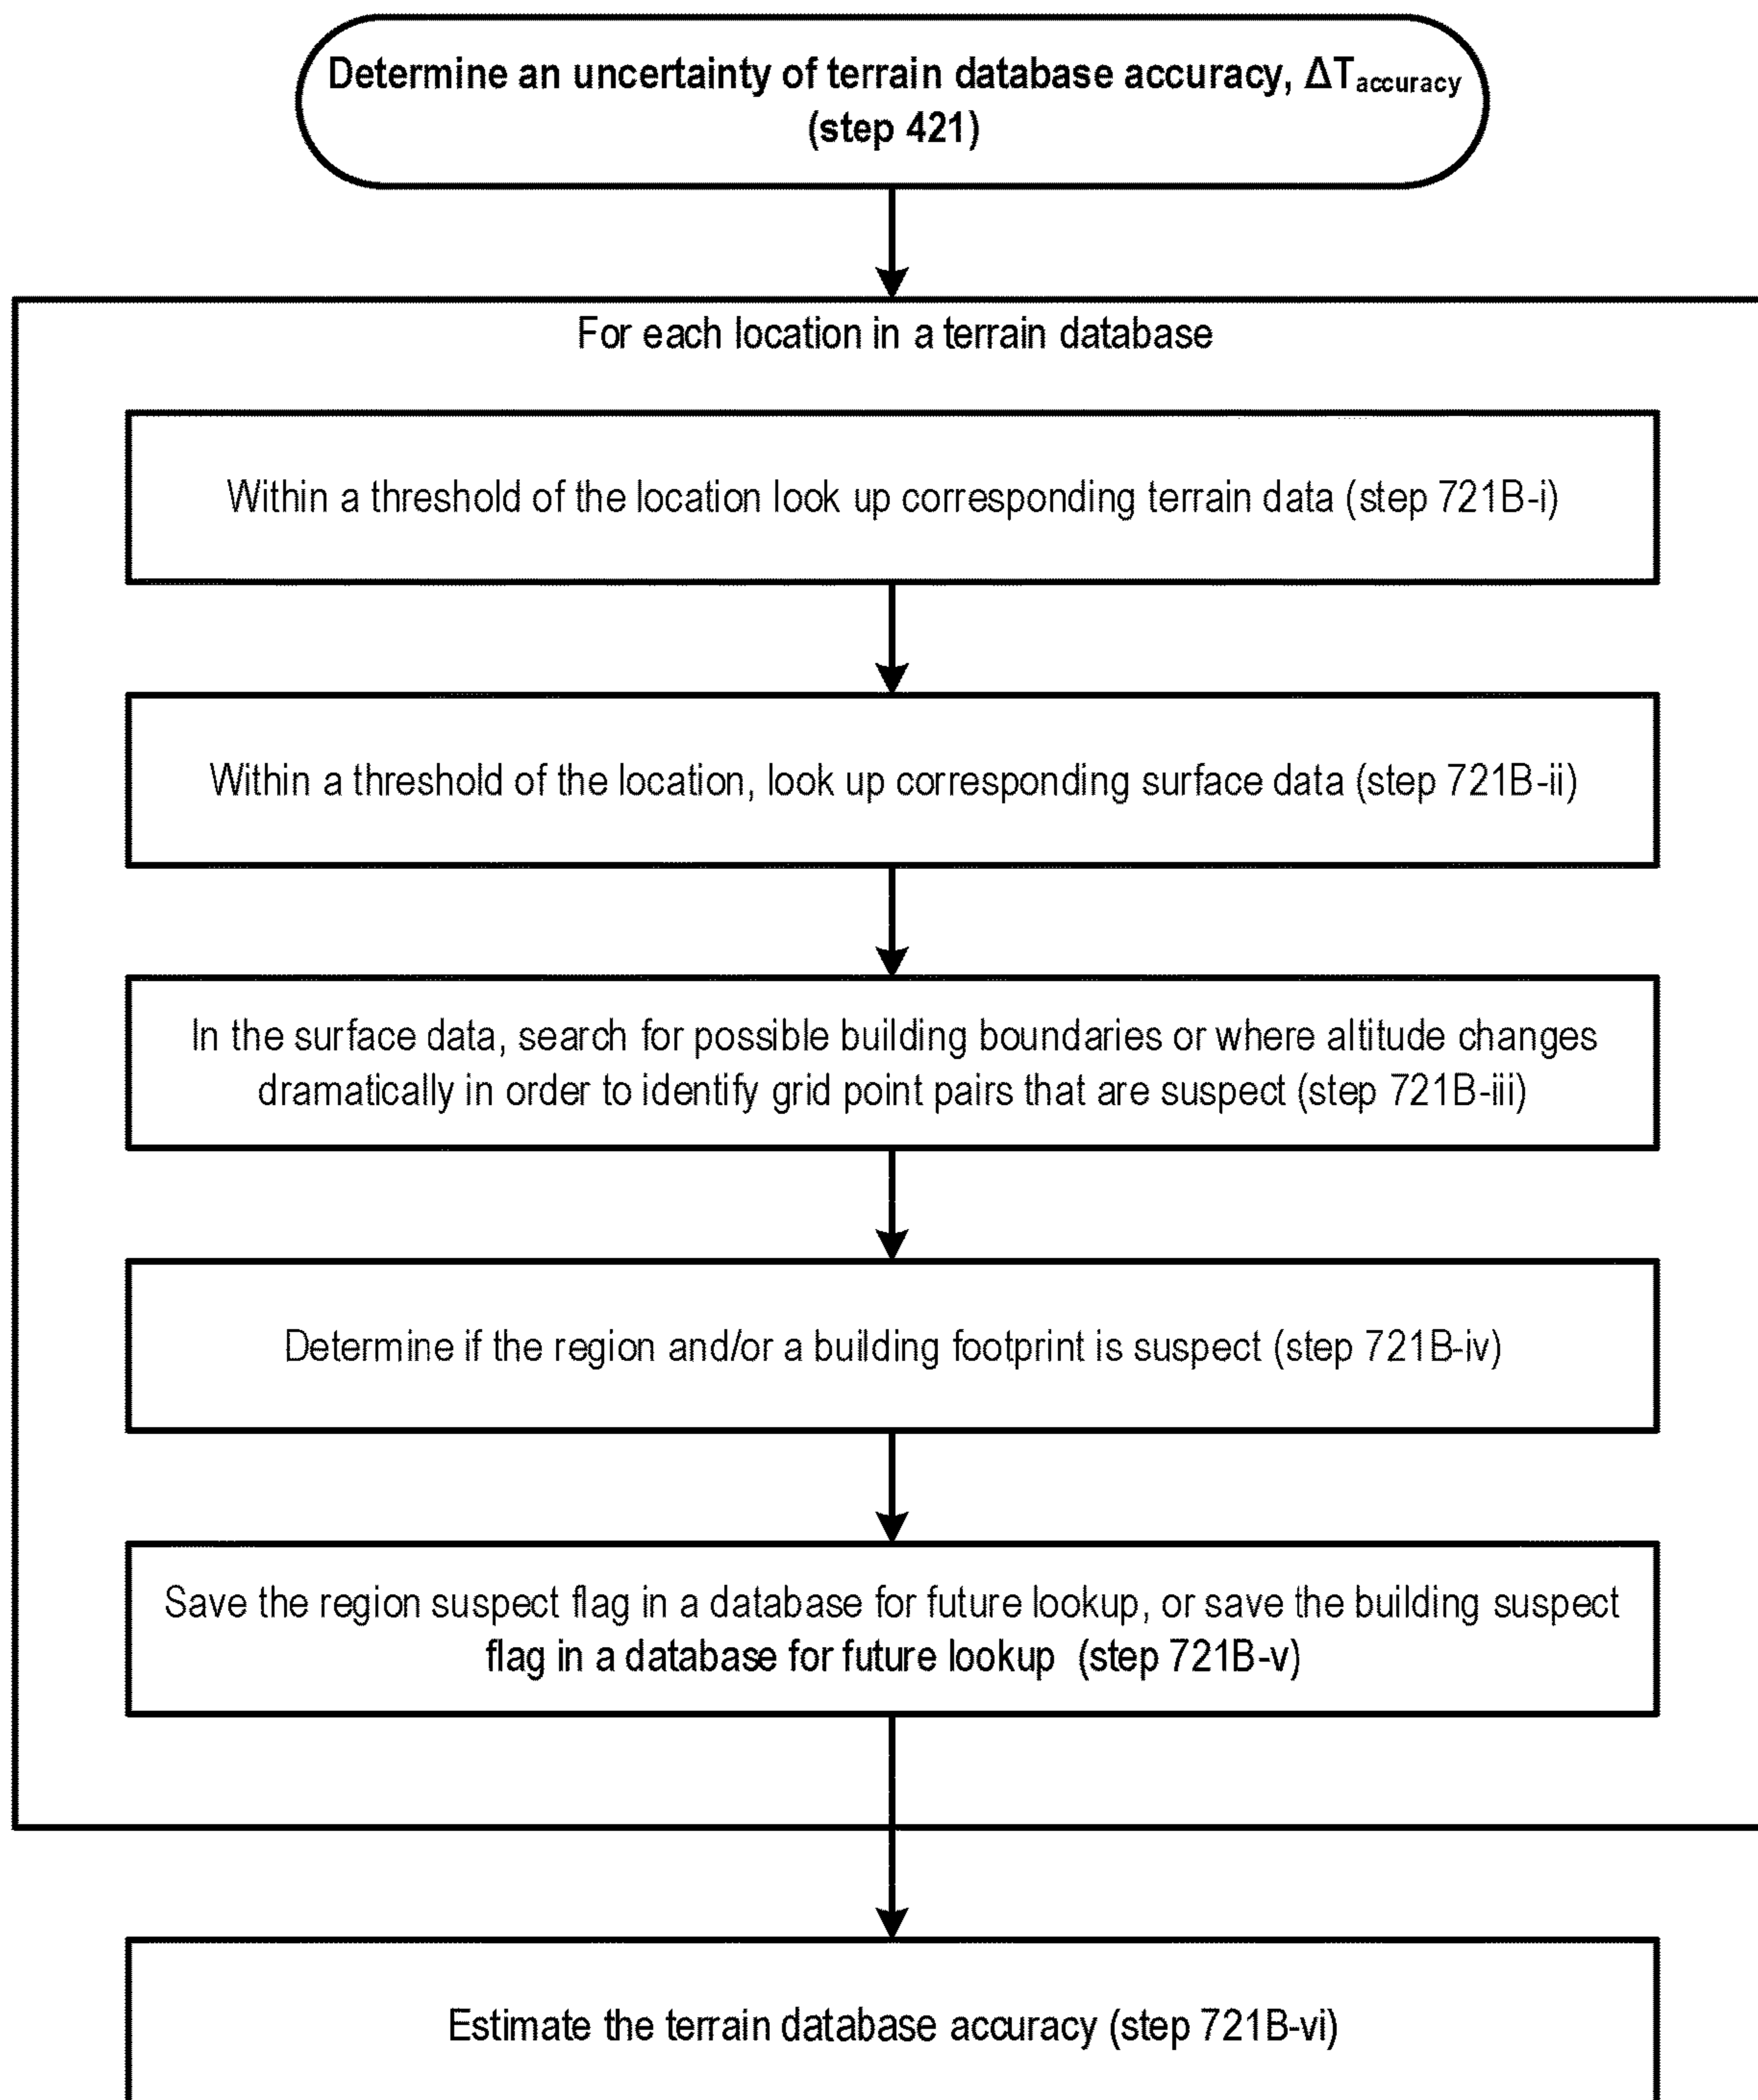 Determine an uncertainty of terrain database accuracy, ΔTaccuracy
(step 421)
For each location in a terrain database
Within a threshold of the location look up corresponding terrain data (step 721B-i)
Within a threshold of the location, look up corresponding surface data (step 721B-ii)
In the surface data, search for possible building boundaries or where altitude changes
dramatically in order to identify grid point pairs that are suspect (step 721B-iii)
Determine if the region and/or a building footprint is suspect (step 721B-iv)
Save the region suspect flag in a database for future lookup, or save the building suspect
flag in a database for future lookup (step 721B-v)
Estimate the terrain database accuracy (step 721B-vi)